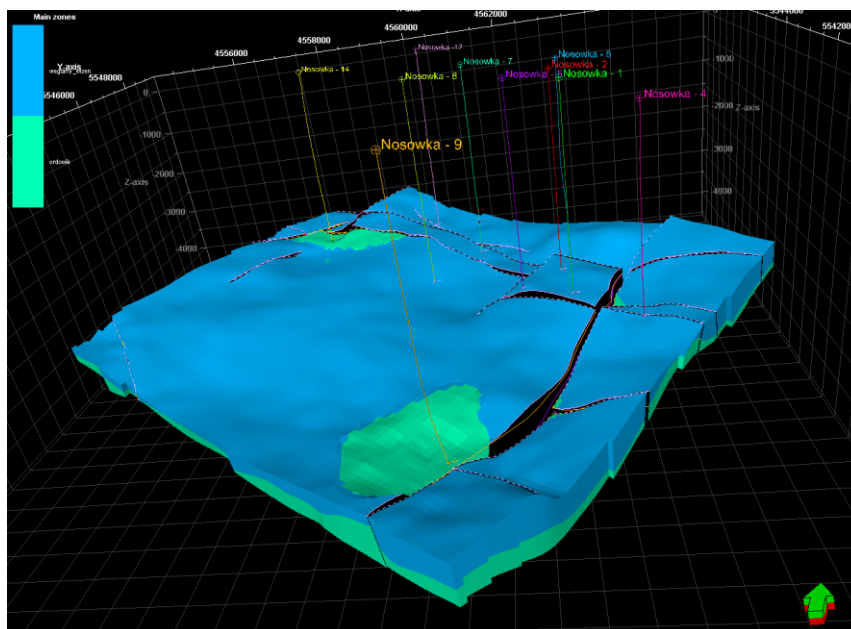 Main zones
weglany_dizen
ordowik
Y-axis
5548000
5546000
4556000
4558000
4560000
4562000
5544000
5542000
0
-1000
-2000
-3000
-4000
Z-axis
-1000
-2000
-3000
-4000
Z-axis
Nosowka - 14
Nosowka - 12
Nosowka - 8
Nosowka - 7
Nosowka - 2
Nosowka - 1
Nosowka - 4
Nosowka - 9